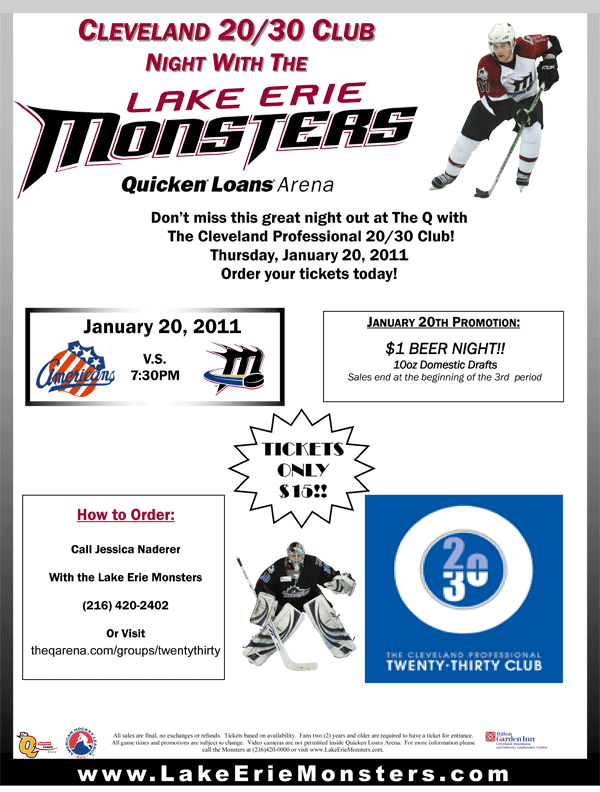 CLEVELAND 20/30 CLUB
NIGHT WITH THE
LAKE ERIE
MONSTERS
Quicken Loans Arena
Don't miss this great night out at The Q with
The Cleveland Professional 20/30 Club!
Thursday, January 20, 2011
Order your tickets today!
January 20, 2011
Americans
V.S.
7:30PM
M
JANUARY 20TH PROMOTION:
$1 BEER NIGHT!!
10oz Domestic Drafts
Sales end at the beginning of the 3rd period
TICKETS
ONLY
$15!!
How to Order:
Call Jessica Naderer
With the Lake Erie Monsters
(216) 420-2402
Or Visit
theqarena.com/groups/twentythirty
20
30
THE CLEVELAND PROFESSIONAL
TWENTY·THIRTY CLUB
All sales are final, no exchanges or refunds. Tickets based on availability. Fans two (2) years and older are required to have a ticket for entrance.
All game times and promotions are subject to change. Video cameras are not permitted inside Quicken Loans Arena. For more information please
call the Monsters at (216)420-0000 or visit www.LakeErieMonsters.com.
The Q
AMERICAN HOCKEY LEAGUE
Hilton
Garden Inn
www.LakeErieMonsters.com